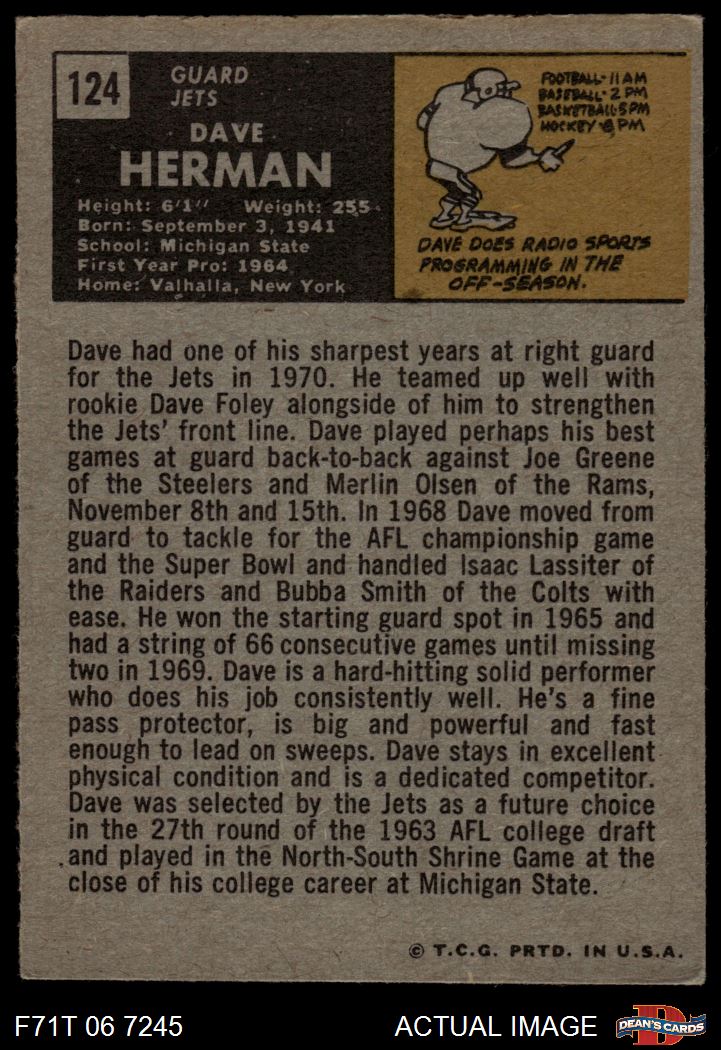 124
GUARD
JETS
DAVE
HERMAN
Height: 6'1" Weight: 255
Born: September 3, 1941
School: Michigan State
First Year Pro: 1964
Home: Valhalla, New York
FOOTBALL-11AM
BASEBALL-2 PM
BASKETBALL-5PM
HOCKEY-8 PM
DAVE DOES RADIO SPORTS
PROGRAMMING IN THE
OFF-SEASON.
Dave had one of his sharpest years at right guard
for the Jets in 1970. He teamed up well with
rookie Dave Foley alongside of him to strengthen
the Jets' front line. Dave played perhaps his best
games at guard back-to-back against Joe Greene
of the Steelers and Merlin Olsen of the Rams,
November 8th and 15th. In 1968 Dave moved from
guard to tackle for the AFL championship game
and the Super Bowl and handled Isaac Lassiter of
the Raiders and Bubba Smith of the Colts with
ease. He won the starting guard spot in 1965 and
had a string of 66 consecutive games until missing
two in 1969. Dave is a hard-hitting solid performer
who does his job consistently well. He's a fine
pass protector, is big and powerful and fast
enough to lead on sweeps. Dave stays in excellent
physical condition and is a dedicated competitor.
Dave was selected by the Jets as a future choice
in the 27th round of the 1963 AFL college draft
and played in the North-South Shrine Game at the
close of his college career at Michigan State.
© T.C.G. PRTD. IN U.S.A.
F71T 06 7245 ACTUAL IMAGE
D
DEAN'S CARDS